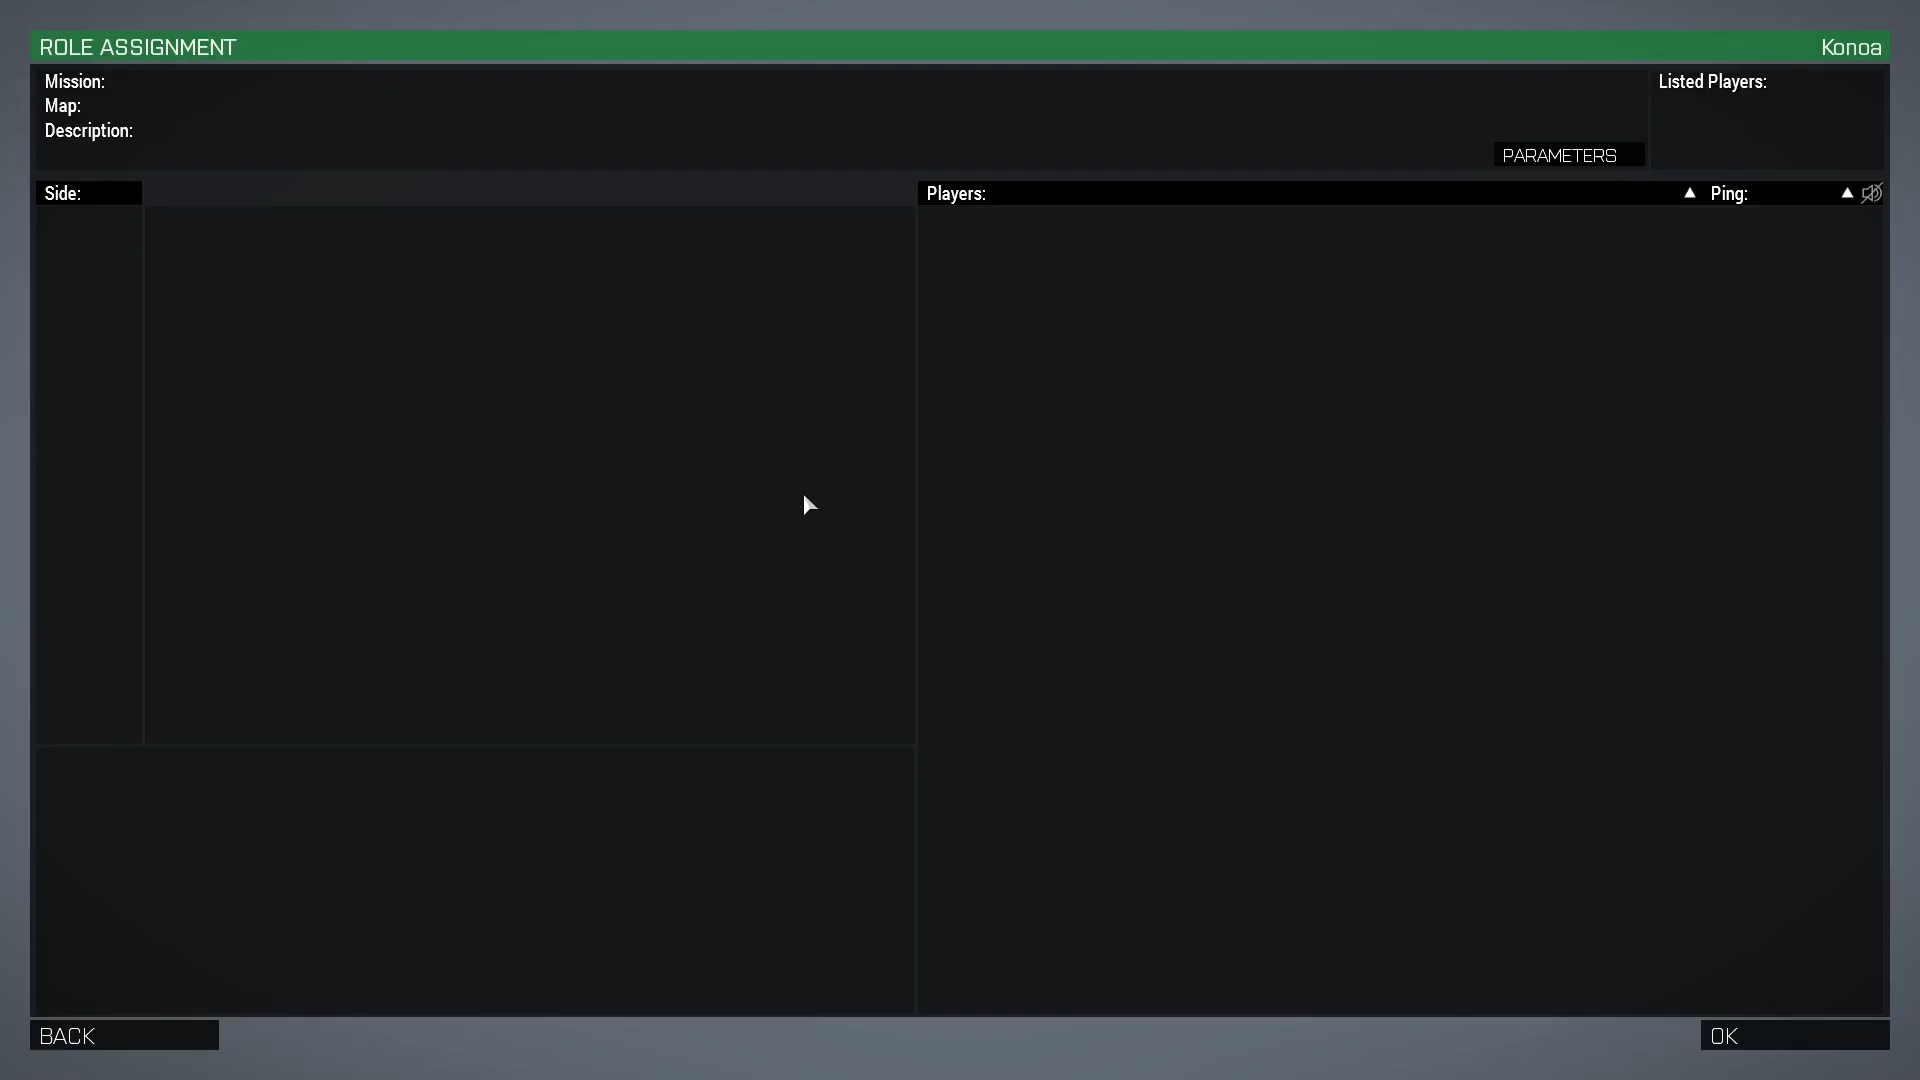 ROLE ASSIGNMENT
Konoa
Mission:
Map:
Description:
Listed Players:
PARAMETERS
Side:
Players:
Ping:
BACK
OK